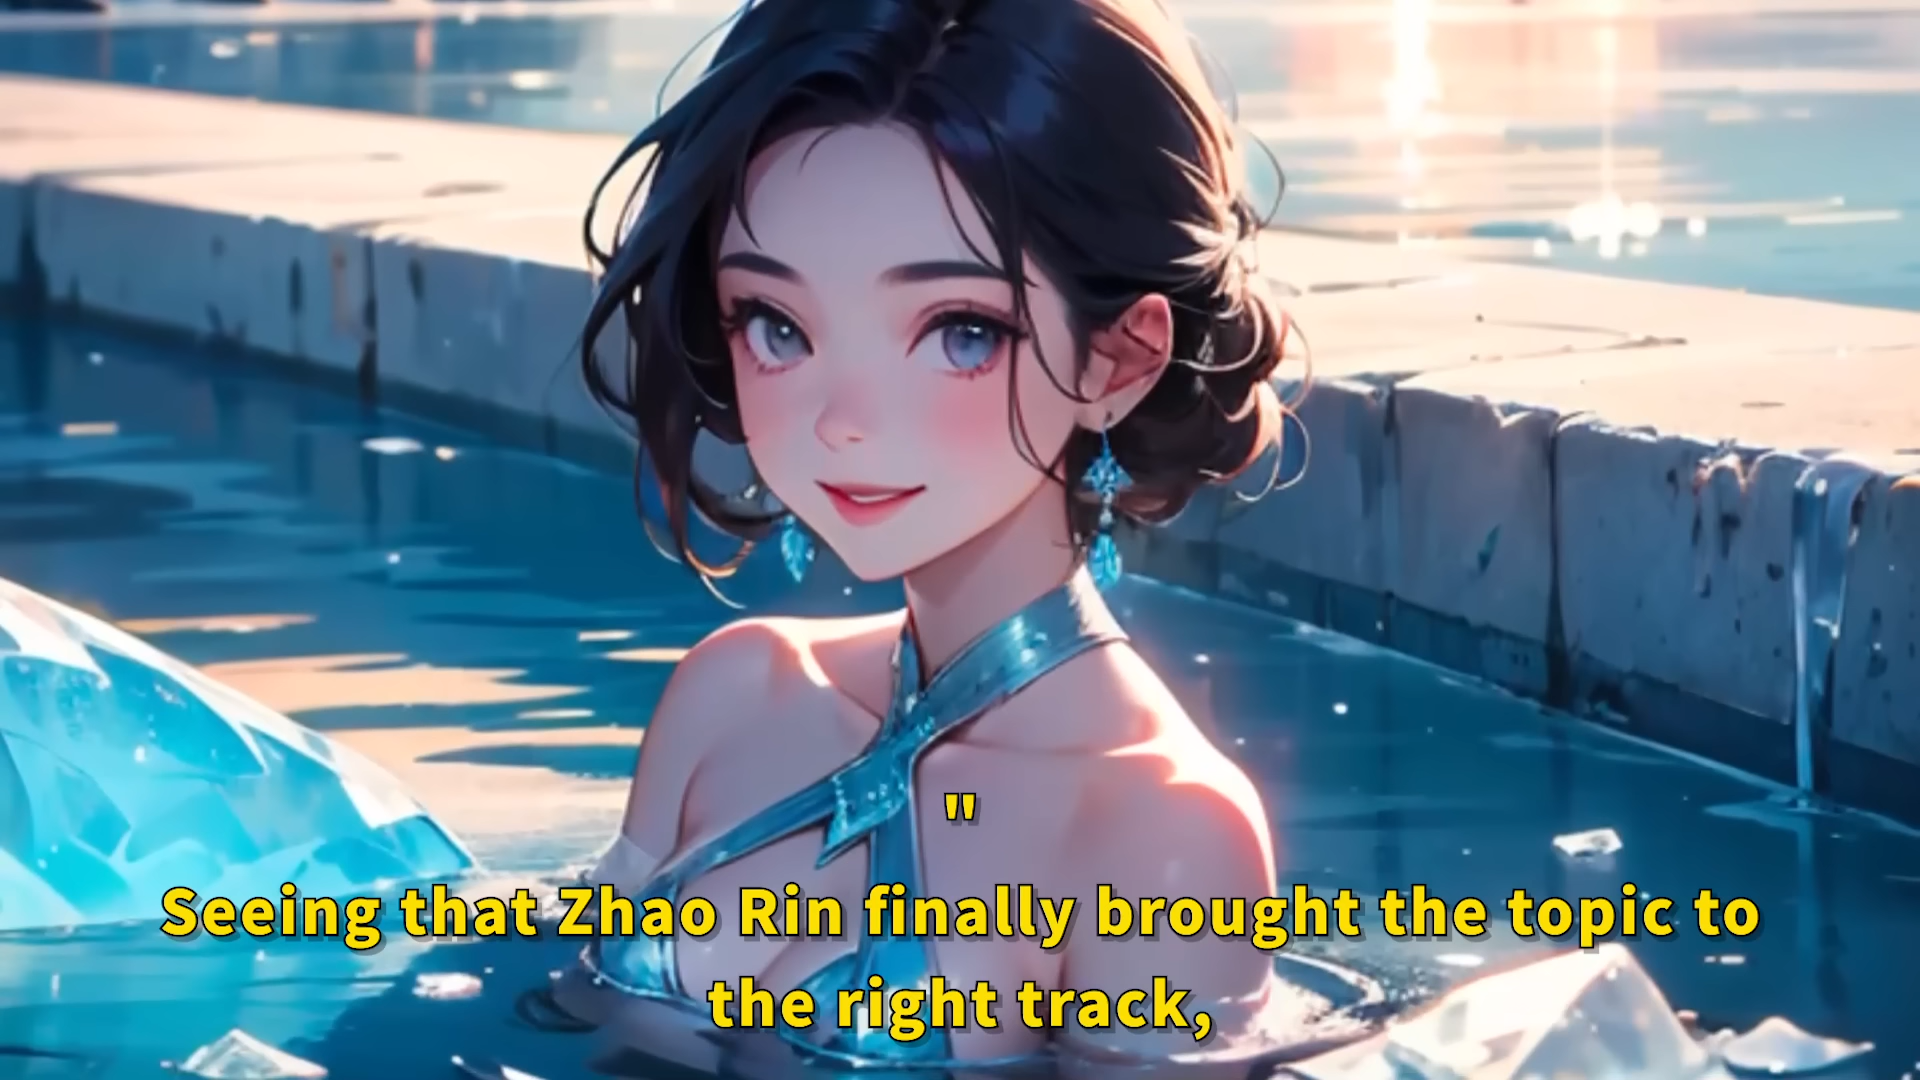 "
Seeing that Zhao Rin finally brought the topic to
the right track,